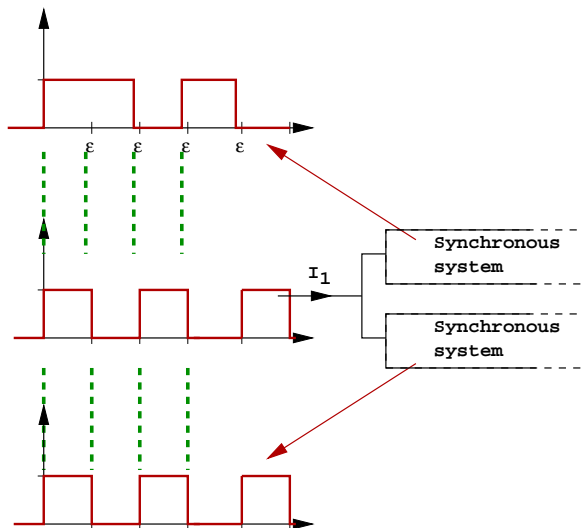 ε ε ε ε
Synchronous
system
I1
Synchronous
system